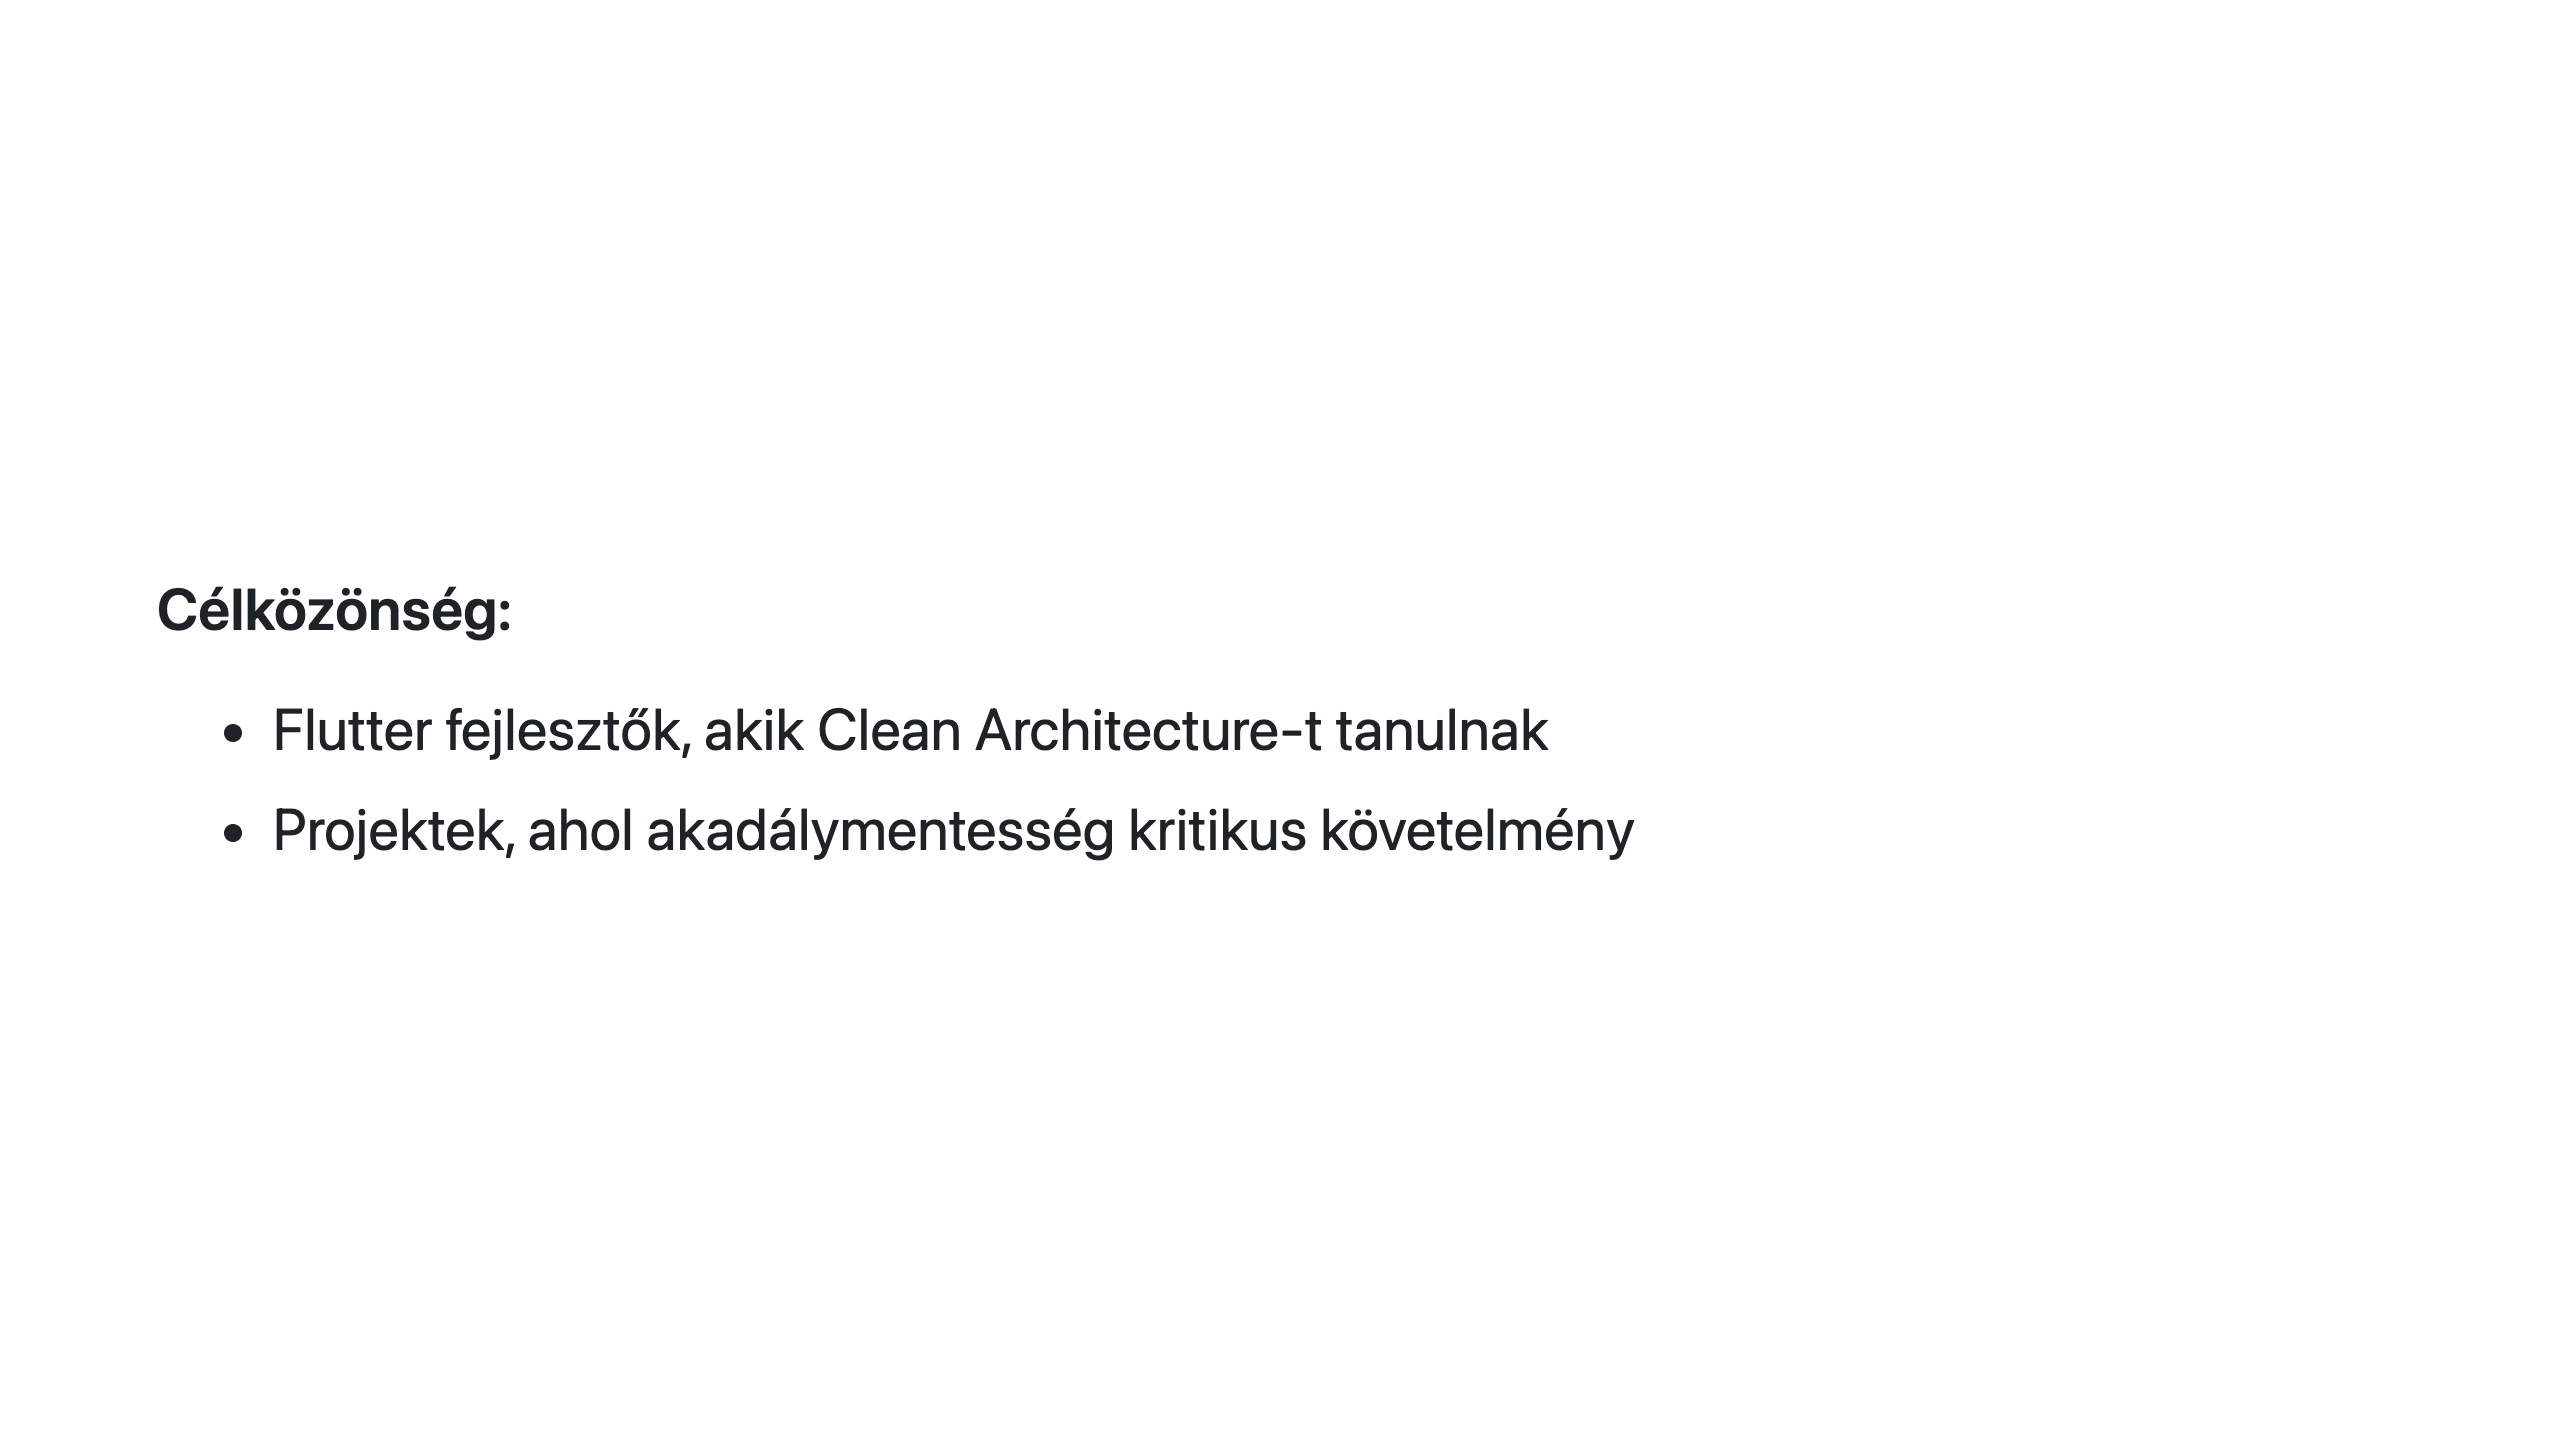 Célközönség:
• Flutter fejlesztők, akik Clean Architecture-t tanulnak
• Projektek, ahol akadálymentesség kritikus követelmény